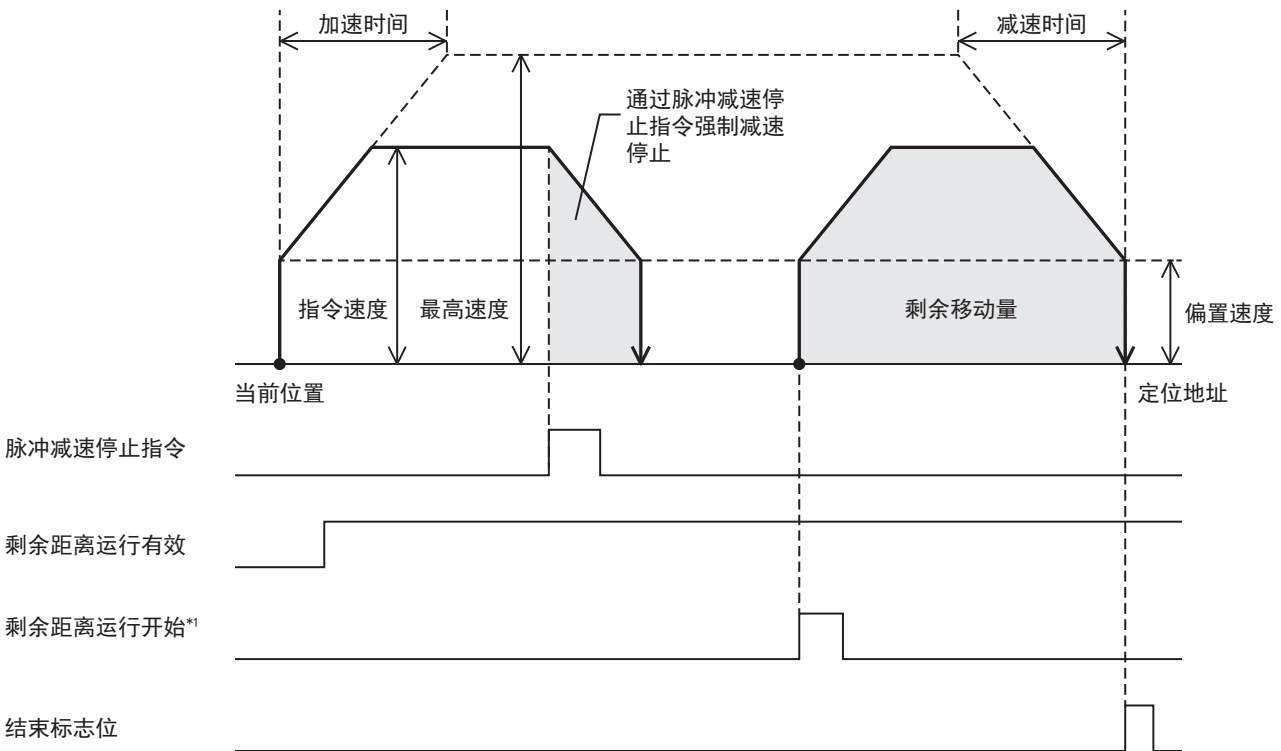 加速时间
减速时间
通过脉冲减速停
止指令强制减速
停止
指令速度
最高速度
剩余移动量
偏置速度
当前位置
定位地址
脉冲减速停止指令
剩余距离运行有效
剩余距离运行开始*1
结束标志位